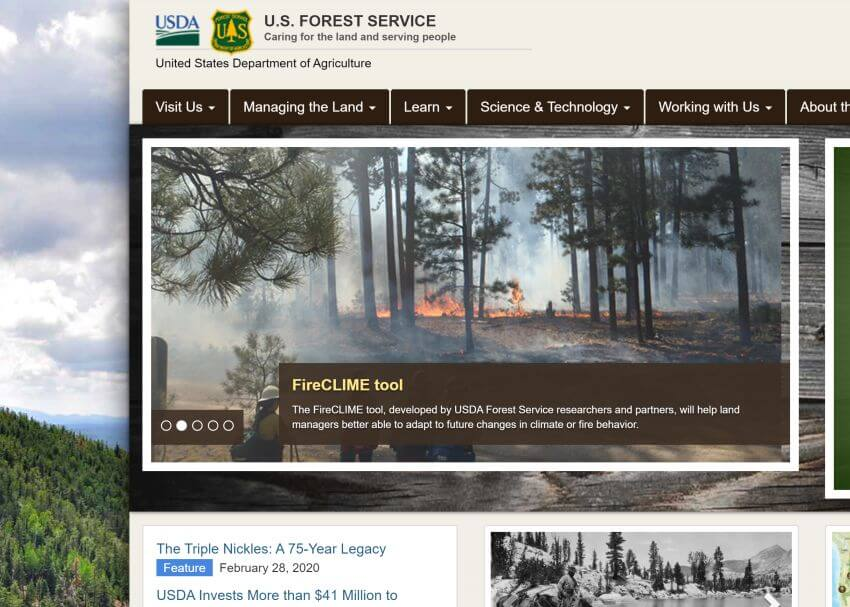 USDA
FOREST SERVICE
U S
U.S. FOREST SERVICE
Caring for the land and serving people
United States Department of Agriculture
Visit Us
Managing the Land
Learn
Science & Technology
Working with Us
About th
FireCLIME tool
The FireCLIME tool, developed by USDA Forest Service researchers and partners, will help land
managers better able to adapt to future changes in climate or fire behavior.
The Triple Nickles: A 75-Year Legacy
Feature February 28, 2020
USDA Invests More than $41 Million to